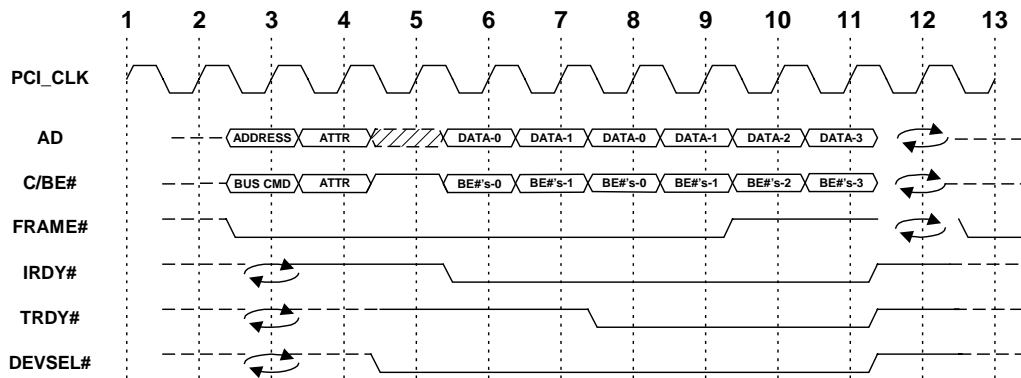 1 2 3 4 5 6 7 8 9 10 11 12 13
PCI_CLK
AD ADDRESS ATTR DATA-0 DATA-1 DATA-0 DATA-1 DATA-2 DATA-3
C/BE# BUS CMD ATTR BE#'s-0 BE#'s-1 BE#'s-0 BE#'s-1 BE#'s-2 BE#'s-3
FRAME#
IRDY#
TRDY#
DEVSEL#